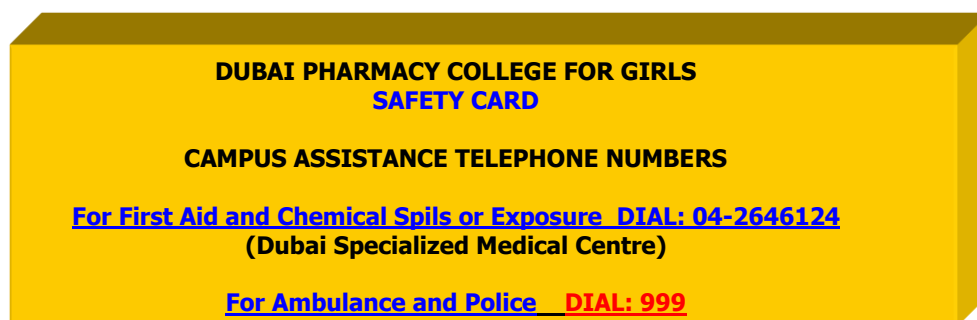 DUBAI PHARMACY COLLEGE FOR GIRLS
SAFETY CARD
CAMPUS ASSISTANCE TELEPHONE NUMBERS
For First Aid and Chemical Spils or Exposure DIAL: 04-2646124
(Dubai Specialized Medical Centre)
For Ambulance and Police DIAL: 999